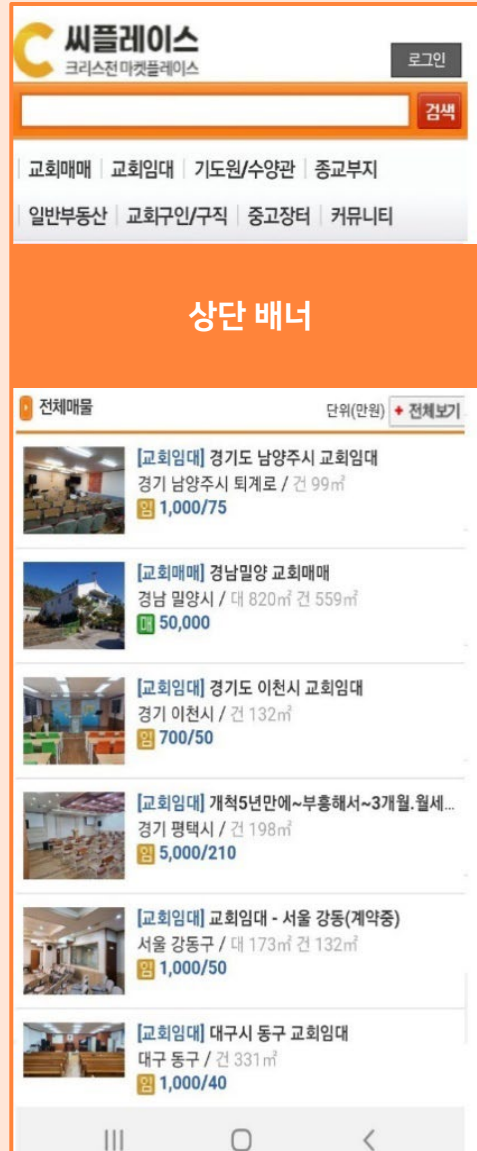 씨플레이스
크리스천 마켓플레이스
로그인
검색
교회매매 교회임대 기도원/수양관 종교부지
일반부동산 교회구인/구직 중고장터 커뮤니티
상단 배너
전체매물 단위(만원) 전체보기
[교회임대] 경기도 남양주시 교회임대
경기 남양주시 퇴계로 / 건 99㎡
임 1,000/75
[교회매매] 경남밀양 교회매매
경남 밀양시 / 대 820㎡ 건 559㎡
매 50,000
[교회임대] 경기도 이천시 교회임대
경기 이천시 / 건 132㎡
임 700/50
[교회임대] 개척5년만에~부흥해서~3개월.월세...
경기 평택시 / 건 198㎡
임 5,000/210
[교회임대] 교회임대 - 서울 강동(계약중)
서울 강동구 / 대 173㎡ 건 132㎡
임 1,000/50
[교회임대] 대구시 동구 교회임대
대구 동구 / 건 331㎡
임 1,000/40